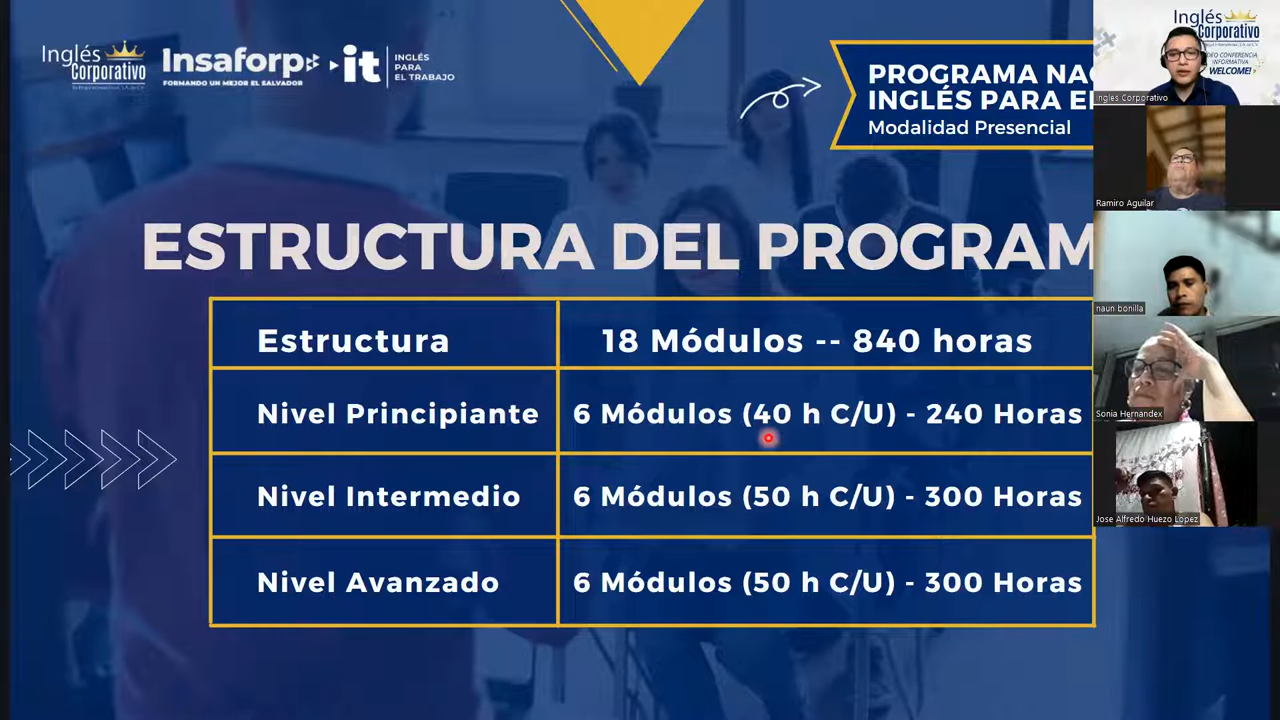 Inglés
Corporativo
Insaforp
FORMANDO UN MEJOR EL SALVADOR
it
INGLÉS
PARA
EL TRABAJO
PROGRAMA NA
INGLÉS PARA E
Modalidad Presencial
ESTRUCTURA DEL PROGRAM
Estructura
18 Módulos -- 840 horas
Nivel Principiante
6 Módulos (40 h C/U) - 240 Horas
Nivel Intermedio
6 Módulos (50 h C/U) - 300 Horas
Nivel Avanzado
6 Módulos (50 h C/U) - 300 Horas
Inglés
Corporativo
INFORMATIVA
WELCOME!
Ingles Corporativo
Ramiro Aguilar
naun bonilla
Sonia Hernandex
Jose Alfredo Huezo Lopez